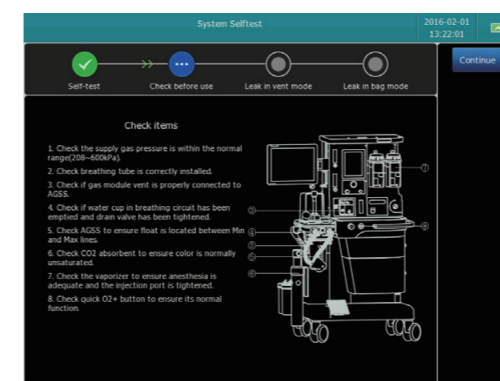 System Selftest
2016-02-01
13:22:01
Continue
Self-test
Check before use
Leak in vent mode
Leak in bag mode
Check items
1. Check the supply gas pressure is within the normal
range(208~600kPa).
2. Check breathing tube is correctly installed.
3. Check if gas module vent is properly connected to
AGSS.
4. Check if water cup in breathing circuit has been
emptied and drain valve has been tightened.
5. Check AGSS to ensure float is located between Min
and Max lines.
6. Check CO2 absorbent to ensure color is normally
unsaturated.
7. Check the vaporizer to ensure anesthesia is
adequate and the injection port is tightened.
8. Check quick O2+ button to ensure its normal
function.